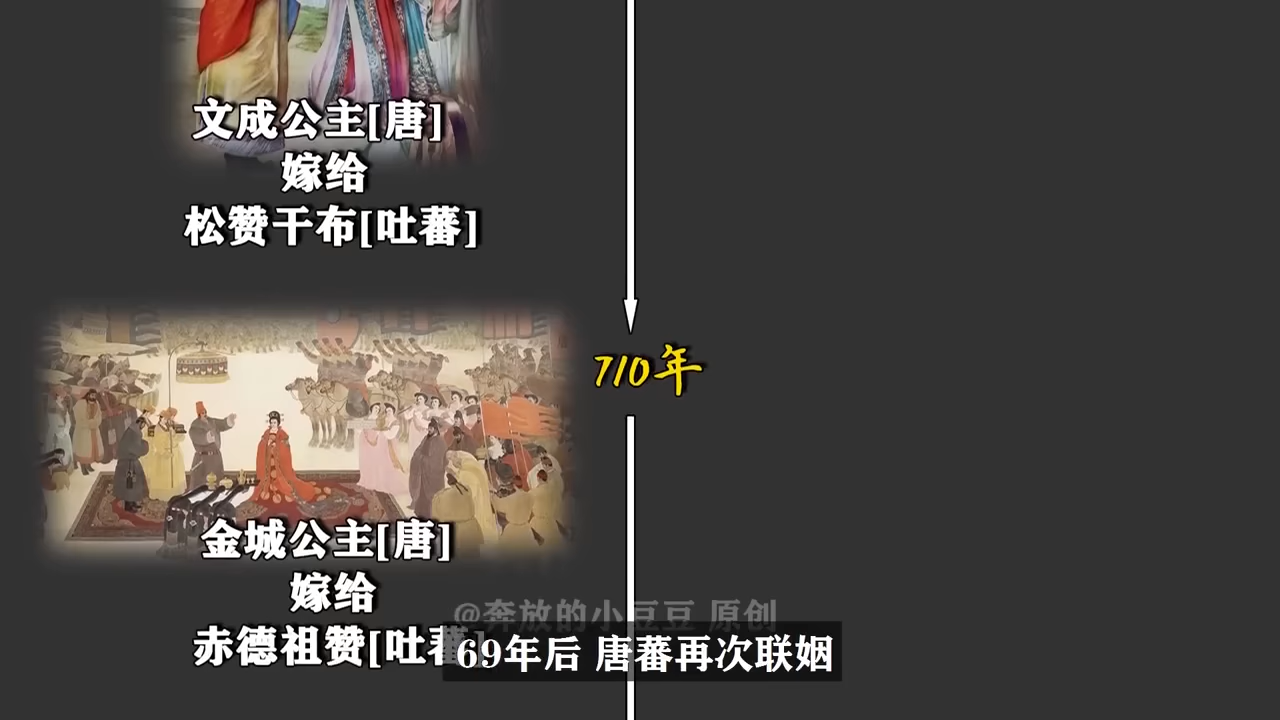 文成公主[唐]
嫁给
松赞干布[吐蕃]
710年
金城公主[唐]
嫁给
赤德祖赞[吐蕃]
@奔放的小豆豆 原创
69年后 唐蕃再次联姻